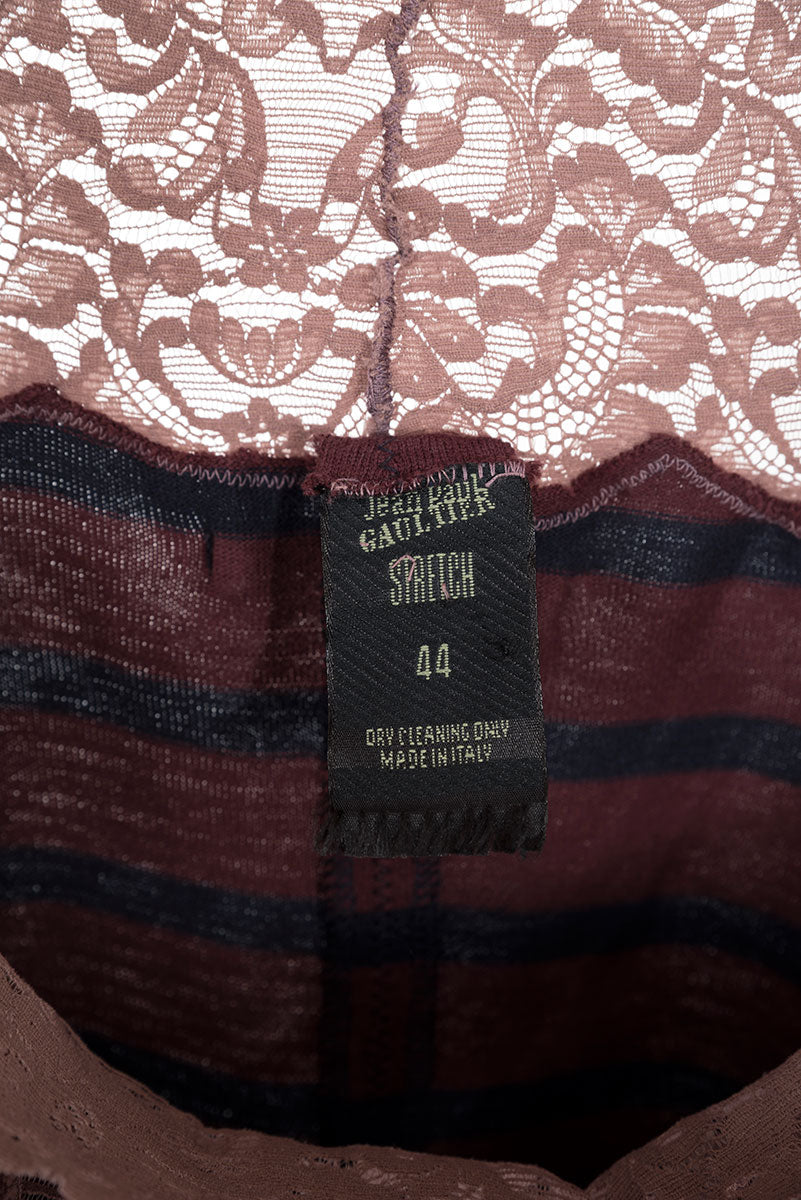 Jean Paul
GAULTIER
STRETCH
44
DRY CLEANING ONLY
MADE IN ITALY